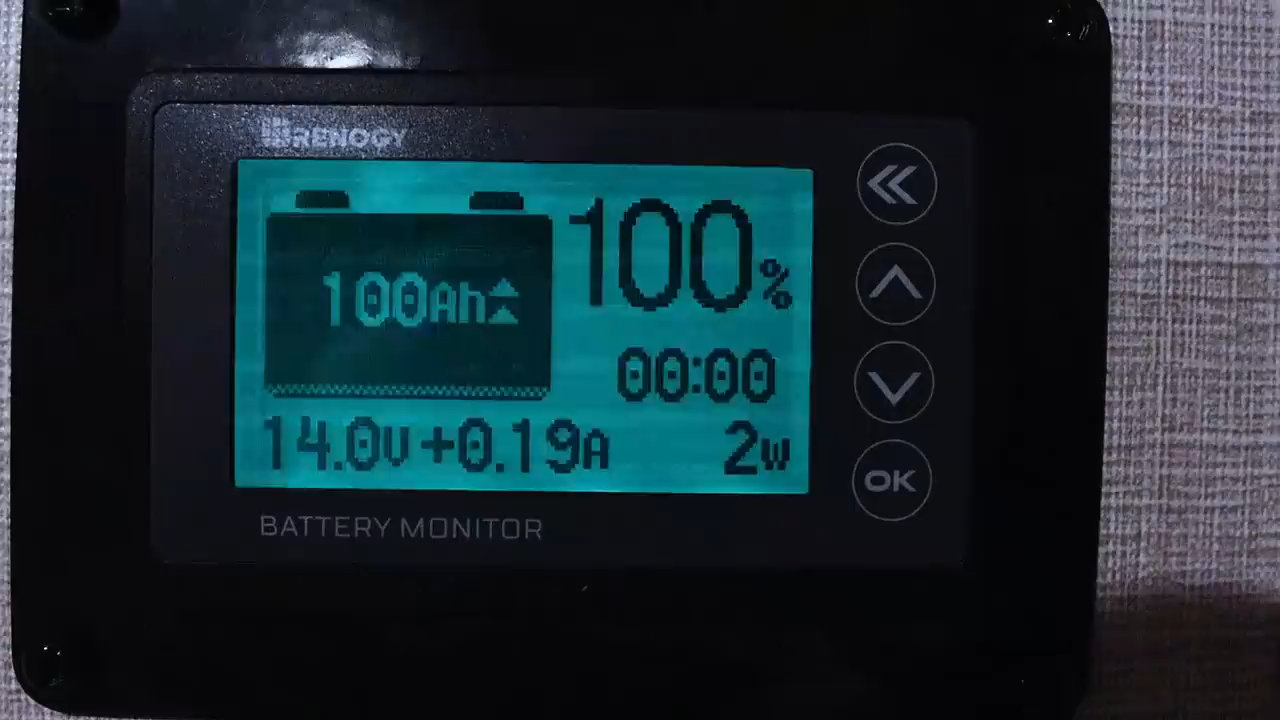 RENOGY
100%
100Ah
00:00
14.0V +0.19A 2W
BATTERY MONITOR
OK